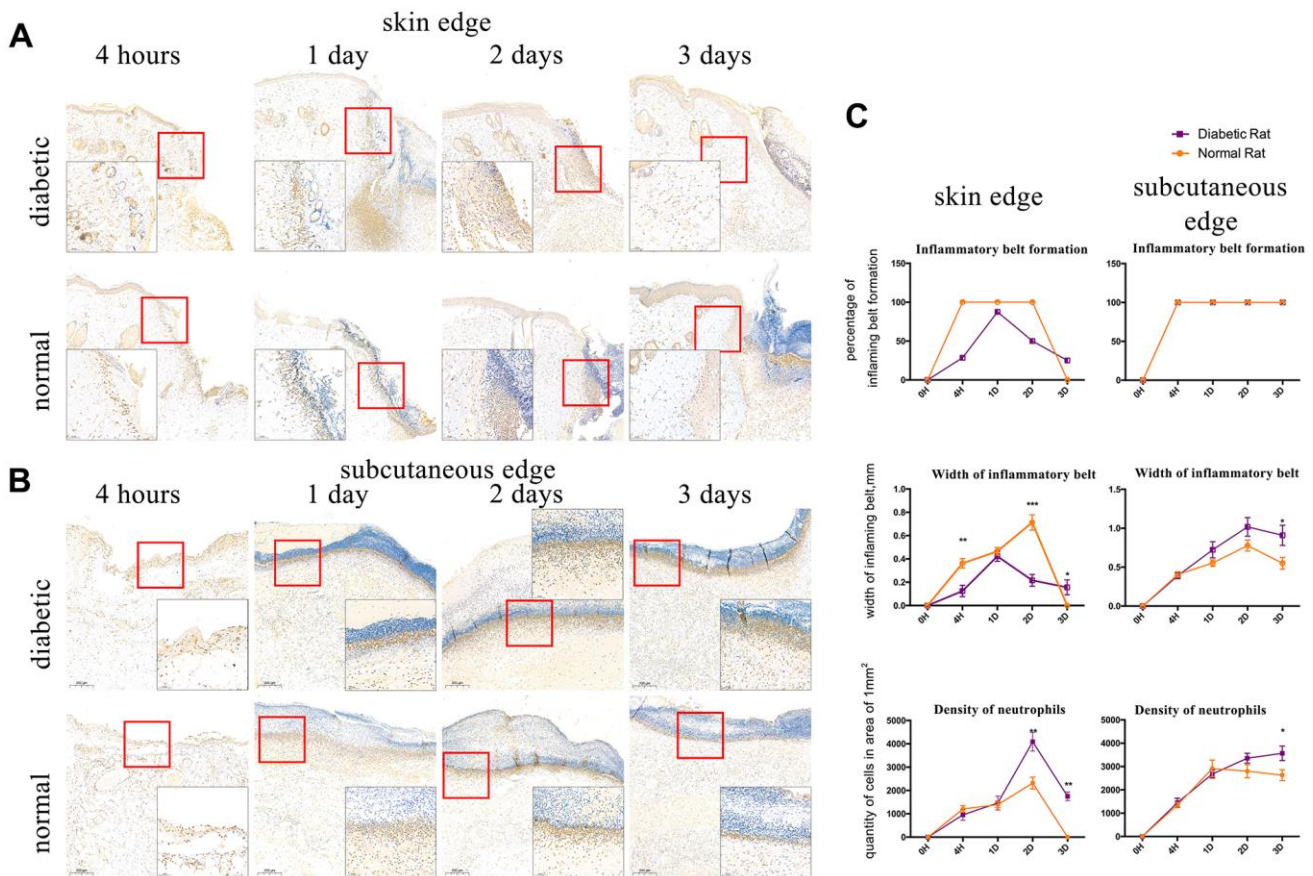 A
skin edge
4 hours
1 day
2 days
3 days
diabetic
normal
B
subcutaneous edge
4 hours
1 day
2 days
3 days
diabetic
normal
C
Diabetic Rat
Normal Rat
skin edge
subcutaneous
edge
Inflammatory belt formation
percentage of
inflaming belt formation
150
100
50
0
0H 4H 1D 2D 3D
Inflammatory belt formation
150
100
50
0
0H 4H 1D 2D 3D
Width of inflammatory belt
width of inflaming belt,mm
1.0
0.8
0.6
0.4
0.2
0.0
** *** *
0H 4H 1D 2D 3D
Width of inflammatory belt
1.5
1.0
0.5
0.0
*
0H 4H 1D 2D 3D
Density of neutrophils
quantity of cells in area of 1mm²
5000
4000
3000
2000
1000
0
** **
0H 4H 1D 2D 3D
Density of neutrophils
5000
4000
3000
2000
1000
0
*
0H 4H 1D 2D 3D